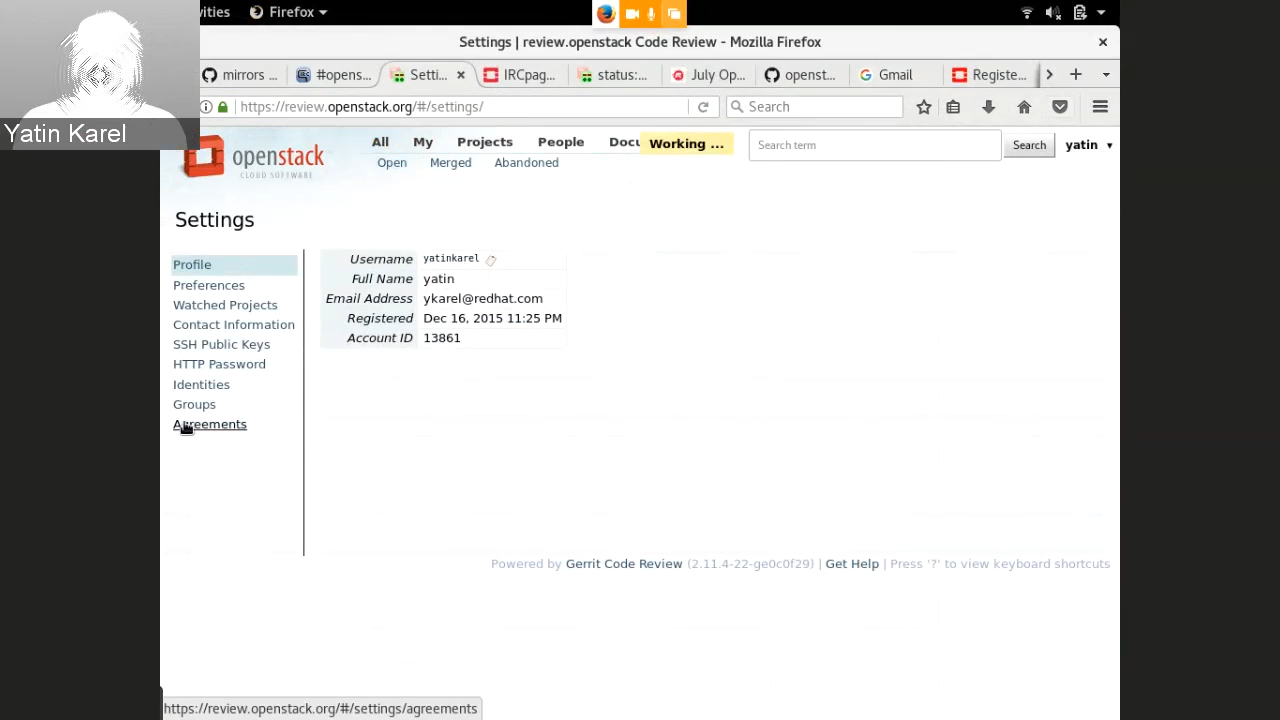 vities Firefox
Yatin Karel
Settings | review.openstack Code Review - Mozilla Firefox
mirrors ... #opens... Setti... IRCpag... status:... July Op... openst... Gmail Registe...
https://review.openstack.org/#/settings/ Search
openstack
CLOUD SOFTWARE
All My Projects People Docu Working ... Search term Search yatin
Open Merged Abandoned
Settings
Profile
Preferences
Watched Projects
Contact Information
SSH Public Keys
HTTP Password
Identities
Groups
Agreements
Username yatinkarel
Full Name yatin
Email Address ykarel@redhat.com
Registered Dec 16, 2015 11:25 PM
Account ID 13861
Powered by Gerrit Code Review (2.11.4-22-ge0c0f29) | Get Help | Press '?' to view keyboard shortcuts
https://review.openstack.org/#/settings/agreements